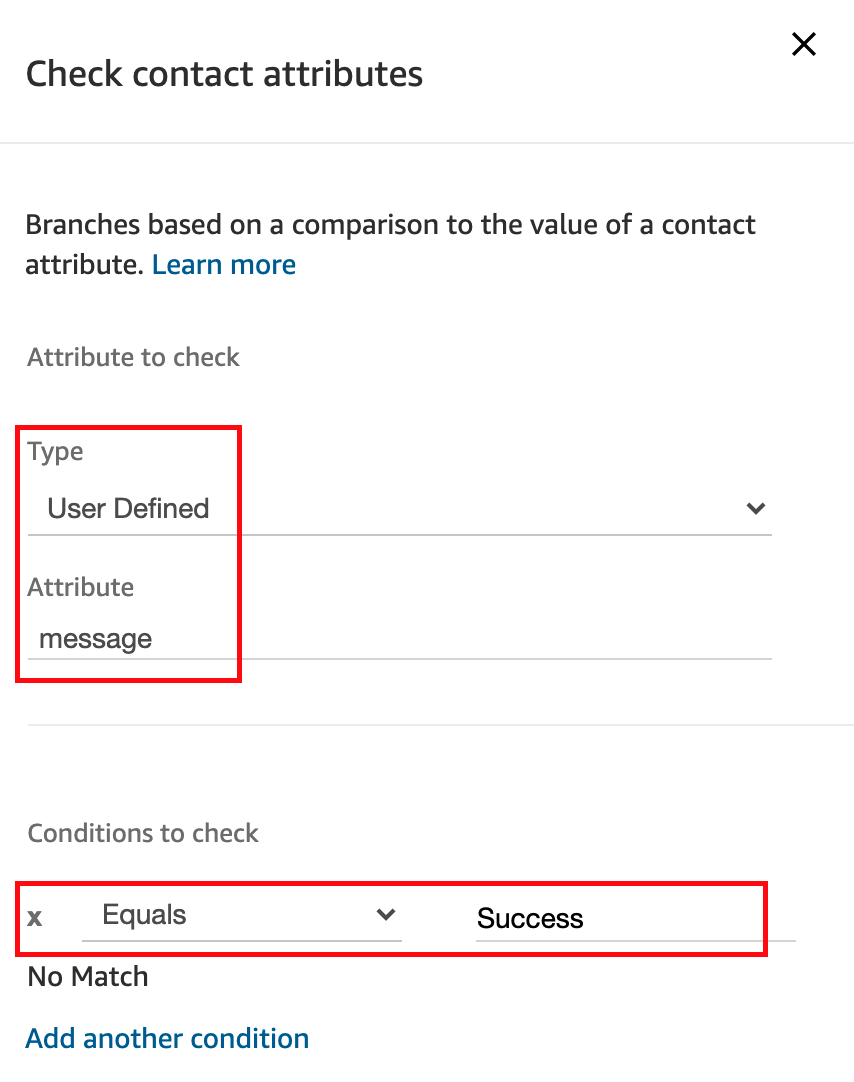 Check contact attributes
Branches based on a comparison to the value of a contact
attribute. Learn more
Attribute to check
Type
User Defined
Attribute
message
Conditions to check
x Equals Success
No Match
Add another condition